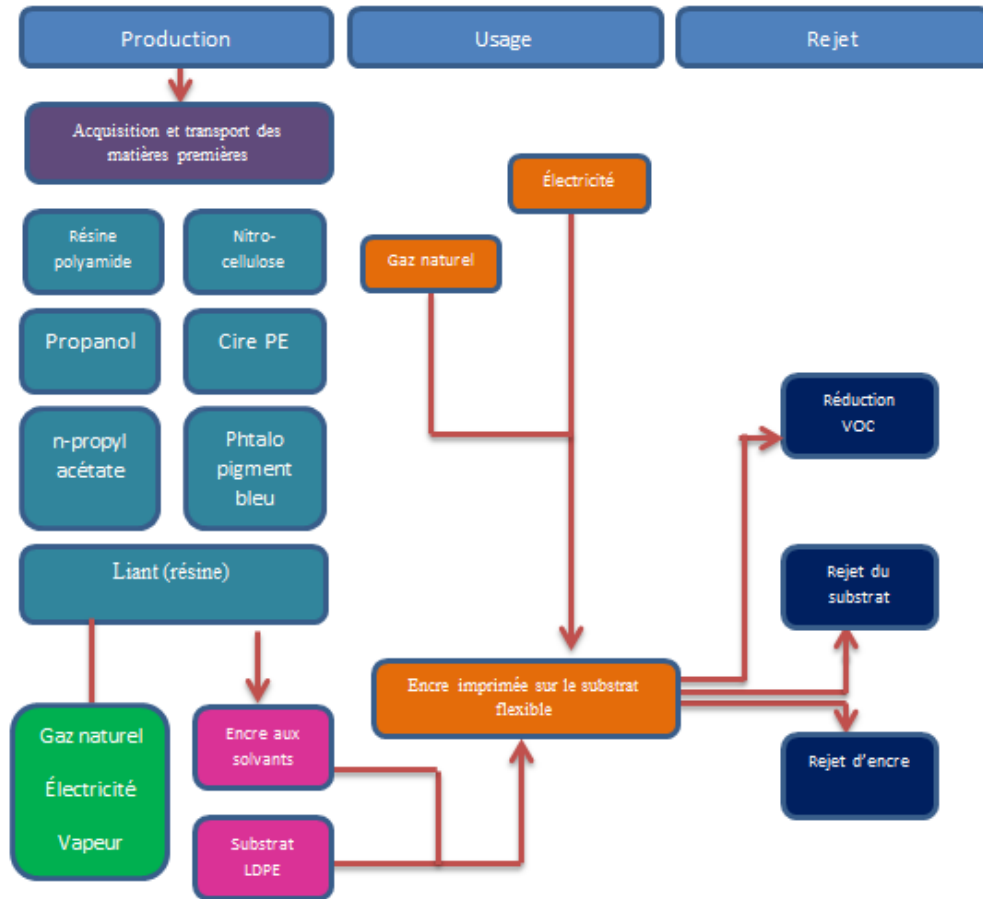 Production
Usage
Rejet
Acquisition et transport des
matières premières
Électricité
Résine
polyamide
Nitro-
cellulose
Gaz naturel
Propanol
Cire PE
Réduction
VOC
n-propyl
acétate
Phtalo
pigment
bleu
Liant (résine)
Rejet du
substrat
Encre imprimée sur le substrat
flexible
Gaz naturel
Électricité
Vapeur
Encre aux
solvants
Rejet d’encre
Substrat
LDPE